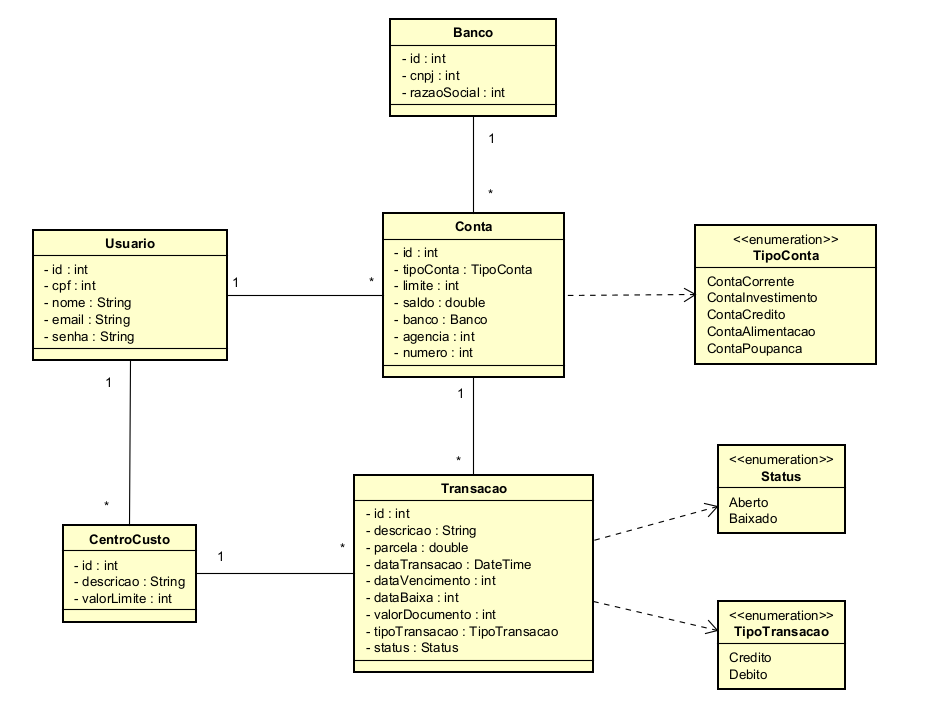 Banco
- id : int
- cnpj : int
- razaoSocial : int
1
*
Usuario
- id : int
- cpf : int
- nome : String
- email : String
- senha : String
1
*
Conta
- id : int
- tipoConta : TipoConta
- limite : int
- saldo : double
- banco : Banco
- agencia : int
- numero : int
<<enumeration>>
TipoConta
ContaCorrente
ContaInvestimento
ContaCredito
ContaAlimentacao
ContaPoupanca
1
*
1
*
CentroCusto
- id : int
- descricao : String
- valorLimite : int
1
*
Transacao
- id : int
- descricao : String
- parcela : double
- dataTransacao : DateTime
- dataVencimento : int
- dataBaixa : int
- valorDocumento : int
- tipoTransacao : TipoTransacao
- status : Status
<<enumeration>>
Status
Aberto
Baixado
<<enumeration>>
TipoTransacao
Credito
Debito